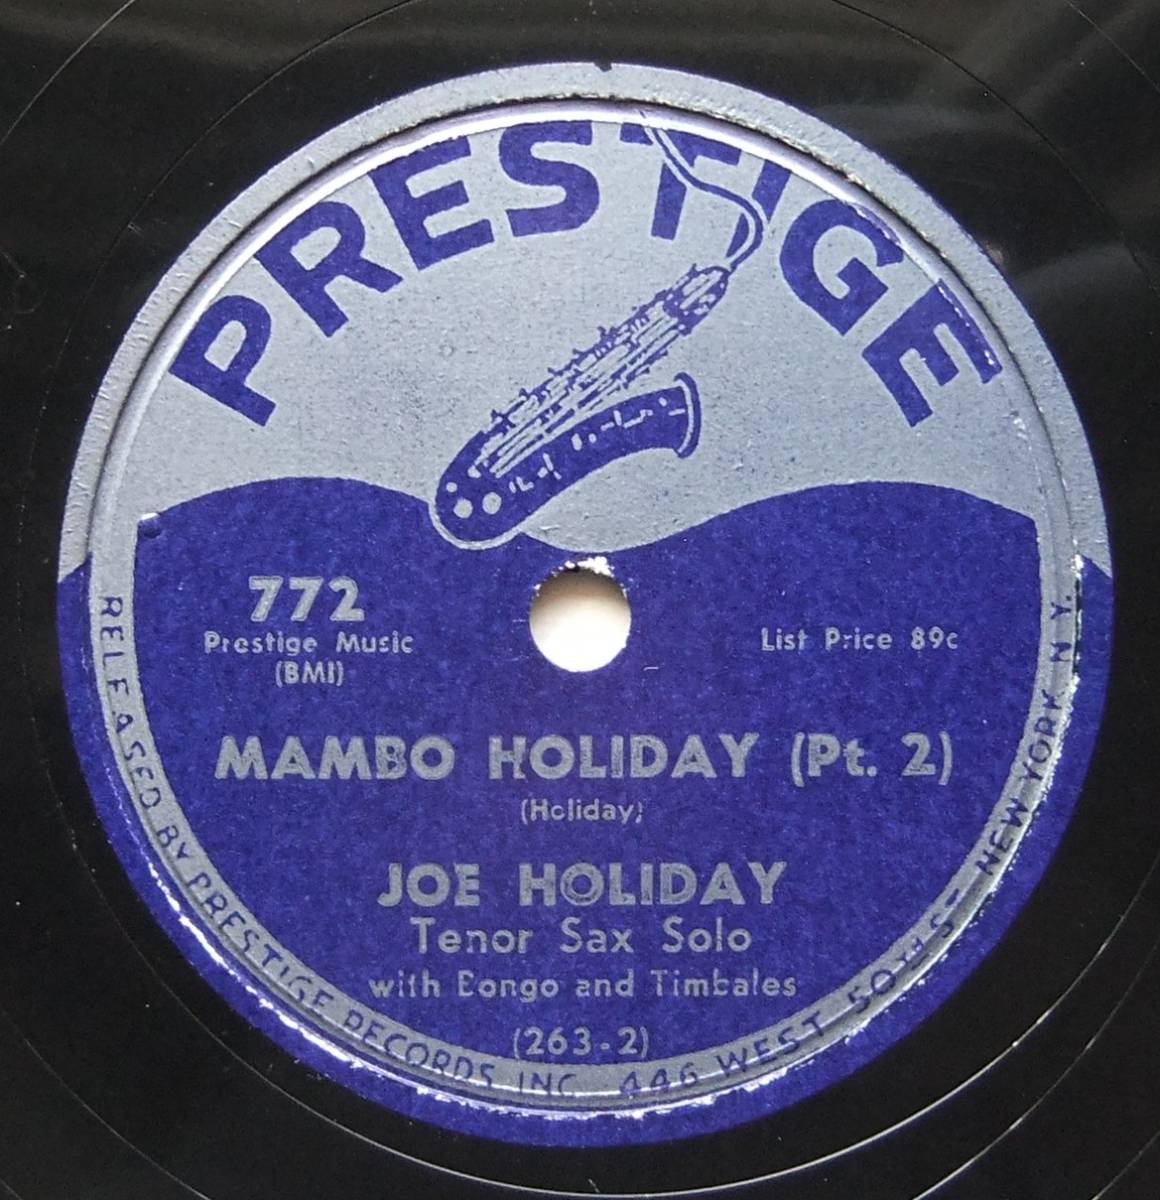 PRESTIGE
772
Prestige Music
(BMI)
List Price 89c
MAMBO HOLIDAY (Pt. 2)
(Holiday)
JOE HOLIDAY
Tenor Sax Solo
with Bongo and Timbales
(263-2)
RELEASED BY PRESTIGE RECORDS INC. 446 WEST 50TH ST NEW YORK N.Y.